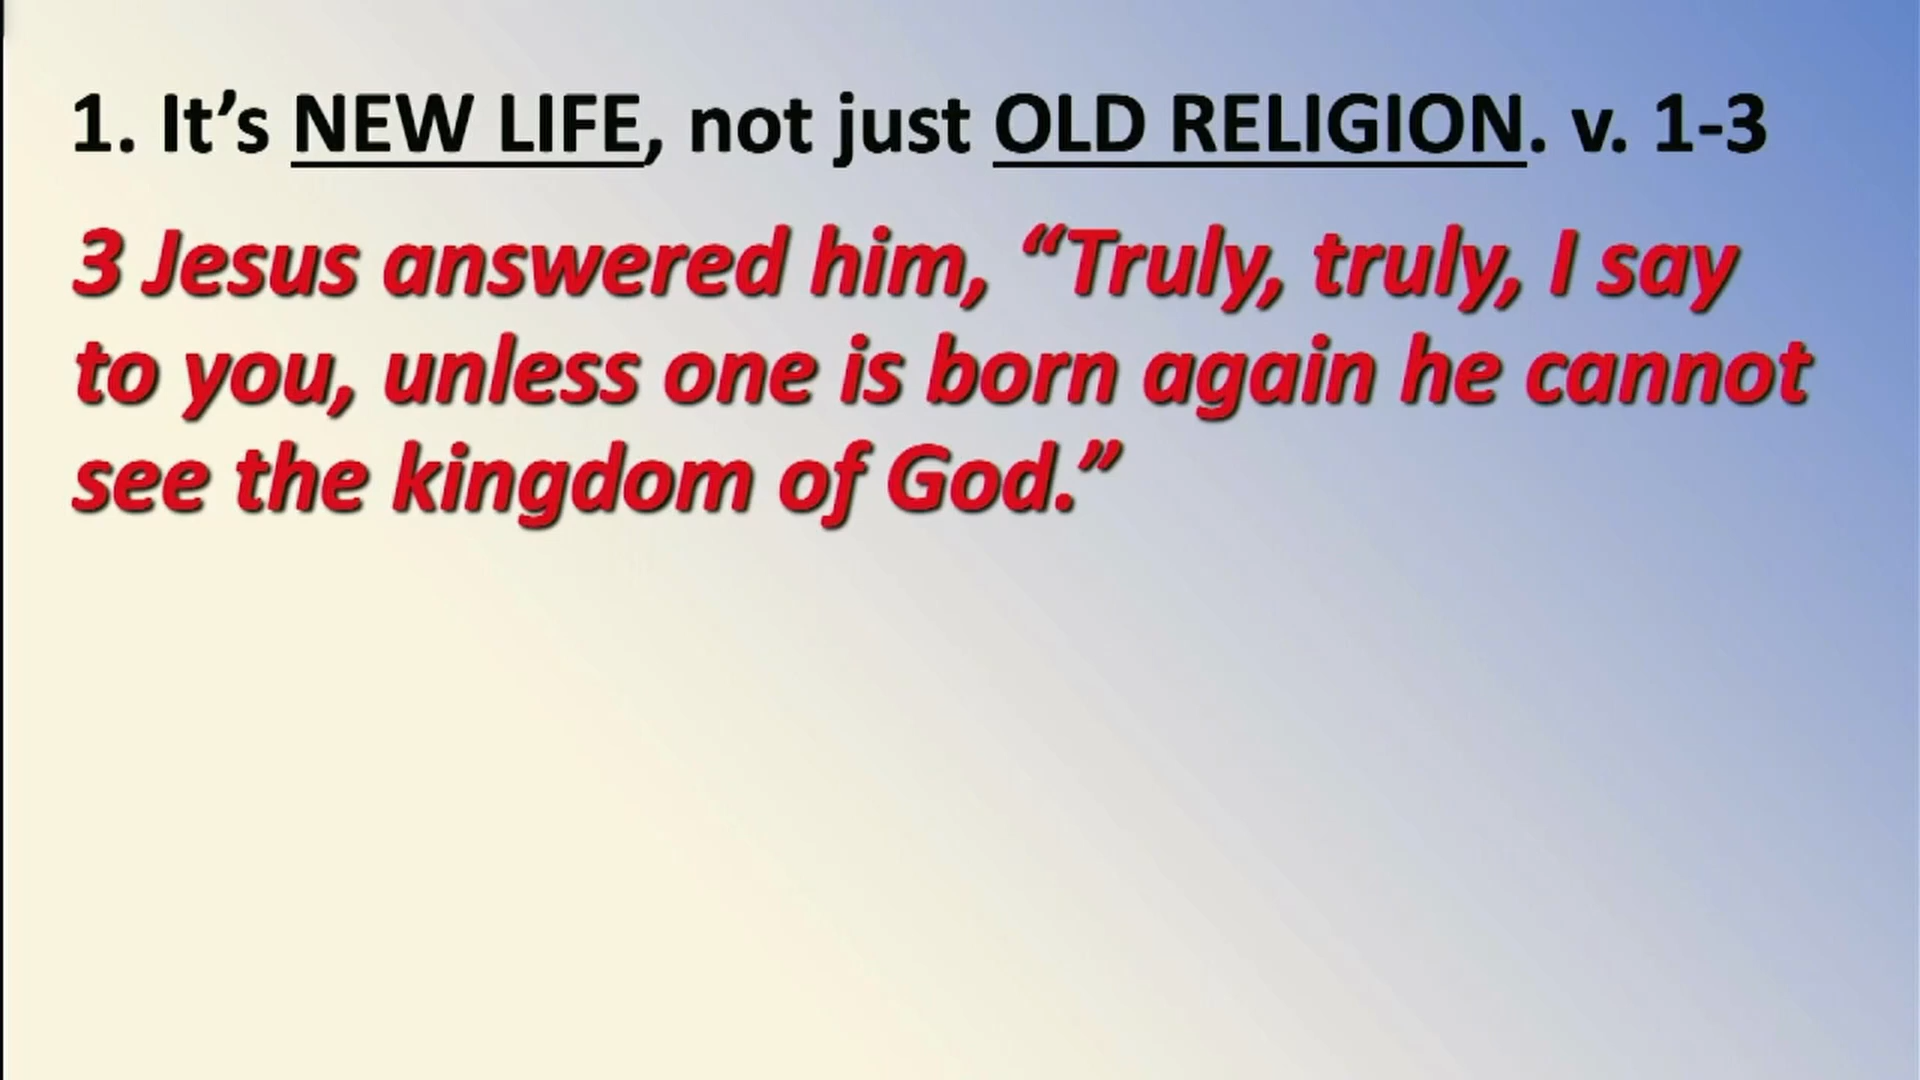 1. It’s NEW LIFE, not just OLD RELIGION. v. 1-3
3 Jesus answered him, “Truly, truly, I say
to you, unless one is born again he cannot
see the kingdom of God.”